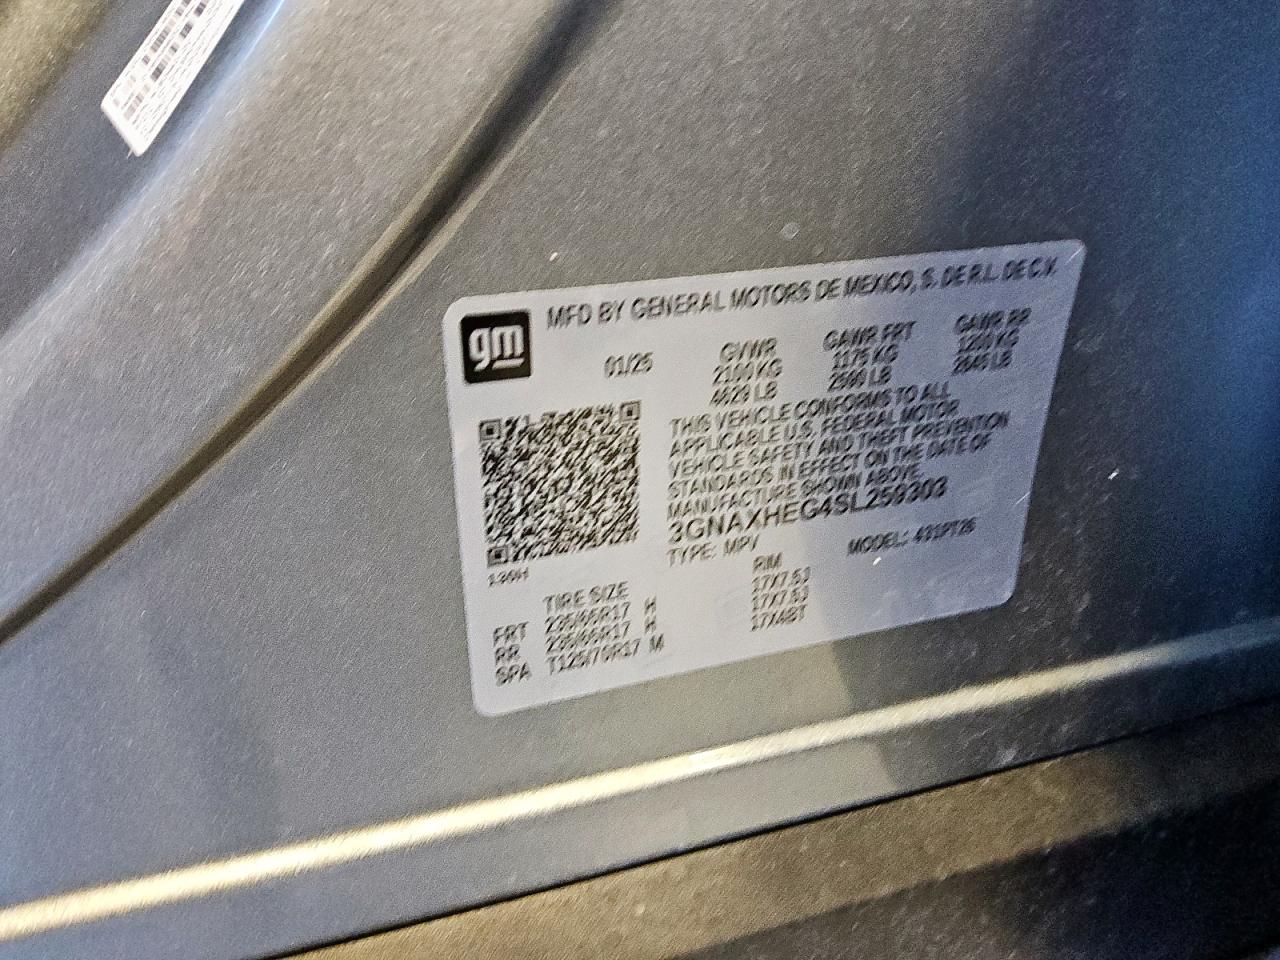 gm
MFD BY GENERAL MOTORS DE MEXICO, S. DE R.L. DE C.V.
01/25
GVWR GAWR FRT GAWR RR
2100 KG 1175 KG 1200 KG
4629 LB 2590 LB 2645 LB
THIS VEHICLE CONFORMS TO ALL
APPLICABLE U.S. FEDERAL MOTOR
VEHICLE SAFETY AND THEFT PREVENTION
STANDARDS IN EFFECT ON THE DATE OF
MANUFACTURE SHOWN ABOVE.
3GNAXHEG4SL259303
TYPE: MPV MODEL: 431PT26
TIRE SIZE RIM
FRT 235/65R17 H 17X7.5J
RR 235/65R17 H 17X7.5J
SPA T125/70R17 M 17X4BT